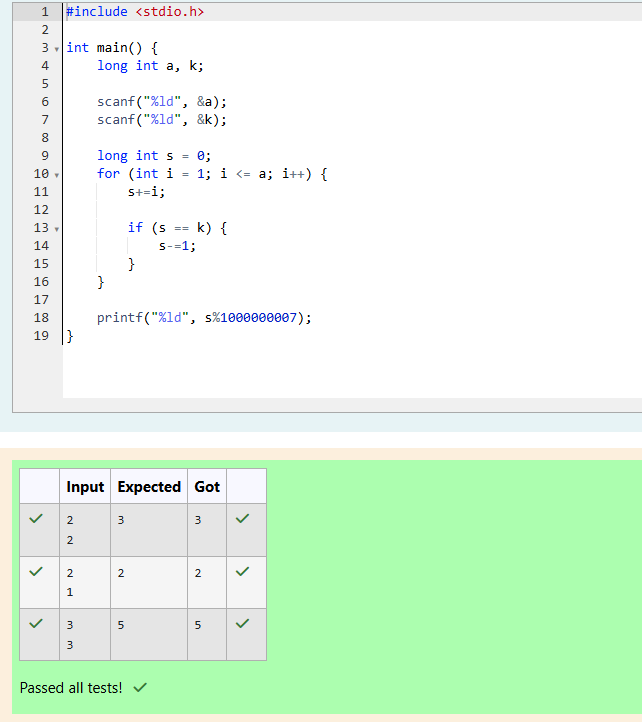 1 #include <stdio.h>
2
3 int main() {
4     long int a, k;
5
6     scanf("%ld", &a);
7     scanf("%ld", &k);
8
9     long int s = 0;
10     for (int i = 1; i <= a; i++) {
11         s+=i;
12
13         if (s == k) {
14             s-=1;
15         }
16     }
17
18     printf("%ld", s%1000000007);
19 }
Input Expected Got
2 3 3
2
2 2 2
1
3 5 5
3
Passed all tests!